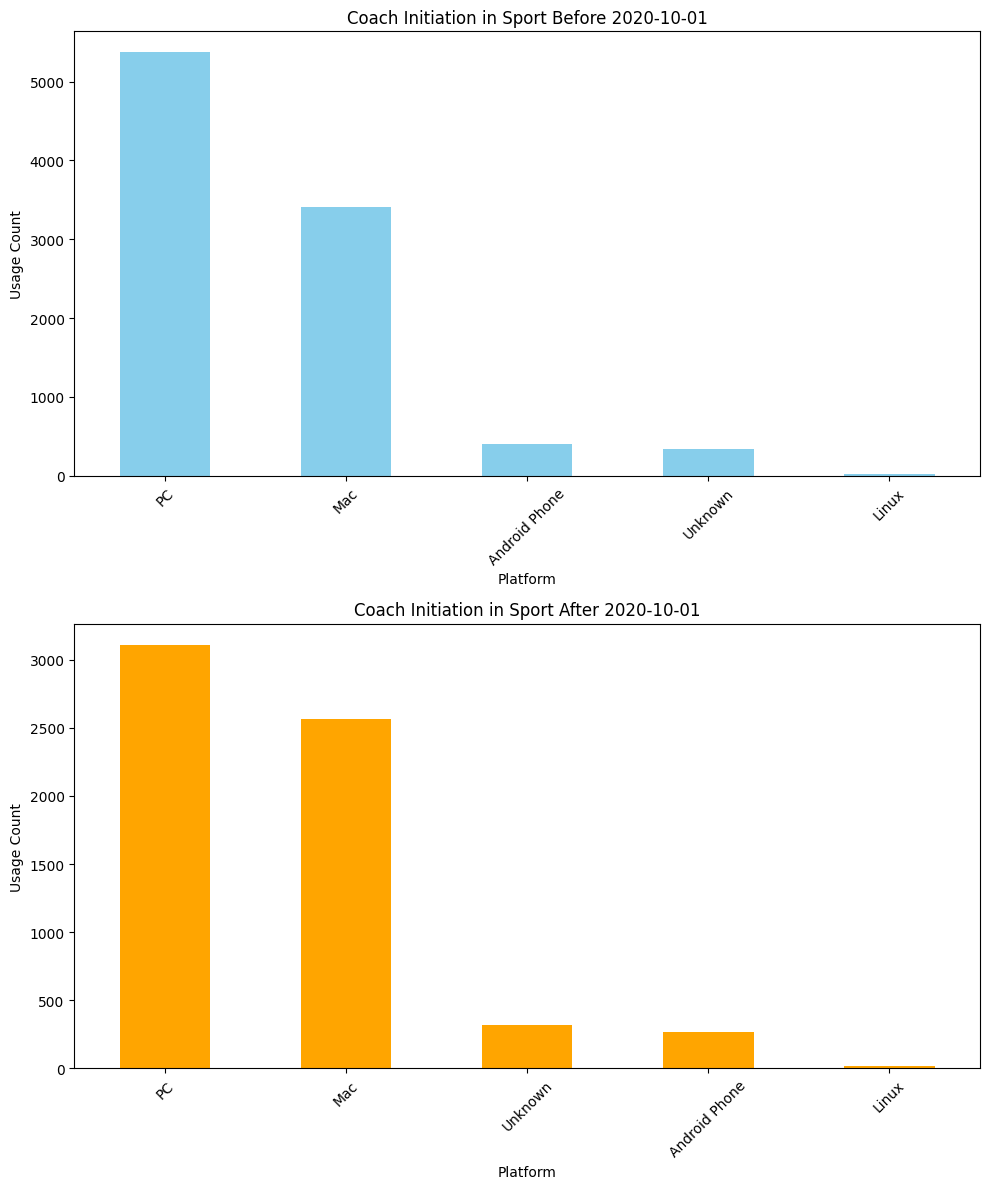 Coach Initiation in Sport Before 2020-10-01
5000
4000
3000
2000
1000
0
Usage Count
PC
Mac
Android Phone
Unknown
Linux
Platform
Coach Initiation in Sport After 2020-10-01
3000
2500
2000
1500
1000
500
0
Usage Count
PC
Mac
Unknown
Android Phone
Linux
Platform